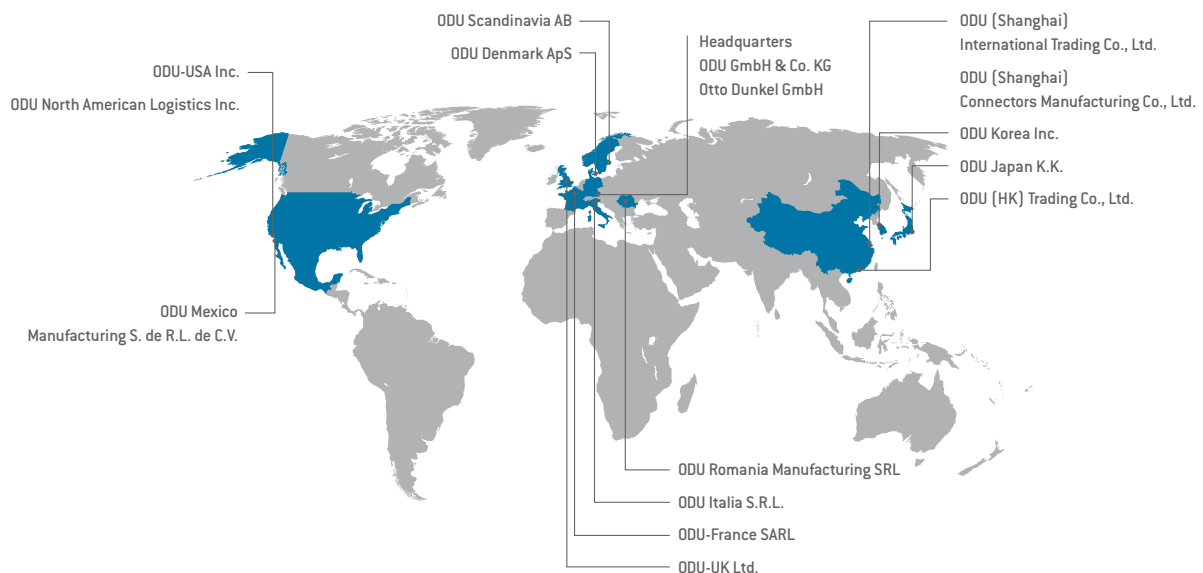 ODU-USA Inc.
ODU North American Logistics Inc.
ODU Mexico
Manufacturing S. de R.L. de C.V.
ODU Scandinavia AB
ODU Denmark ApS
Headquarters
ODU GmbH & Co. KG
Otto Dunkel GmbH
ODU (Shanghai)
International Trading Co., Ltd.
ODU (Shanghai)
Connectors Manufacturing Co., Ltd.
ODU Korea Inc.
ODU Japan K.K.
ODU (HK) Trading Co., Ltd.
ODU Romania Manufacturing SRL
ODU Italia S.R.L.
ODU-France SARL
ODU-UK Ltd.